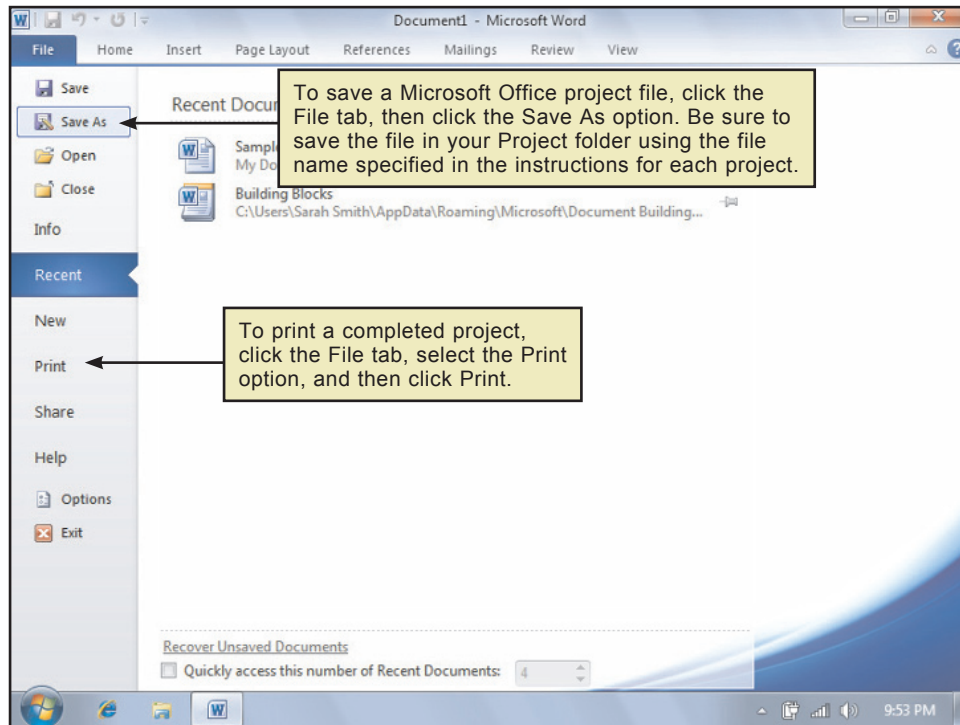 Document1 - Microsoft Word
File Home Insert Page Layout References Mailings Review View
Save
Save As
Open
Close
Info
Recent
New
Print
Share
Help
Options
Exit
Recent
To save a Microsoft Office project file, click the
File tab, then click the Save As option. Be sure to
save the file in your Project folder using the file
name specified in the instructions for each project.
My
Building Blocks
C:\Users\Sarah Smith\AppData\Roaming\Microsoft\Document Building...
To print a completed project,
click the File tab, select the Print
option, and then click Print.
Recover Unsaved Documents
Quickly access this number of Recent Documents: 4
9:53 PM